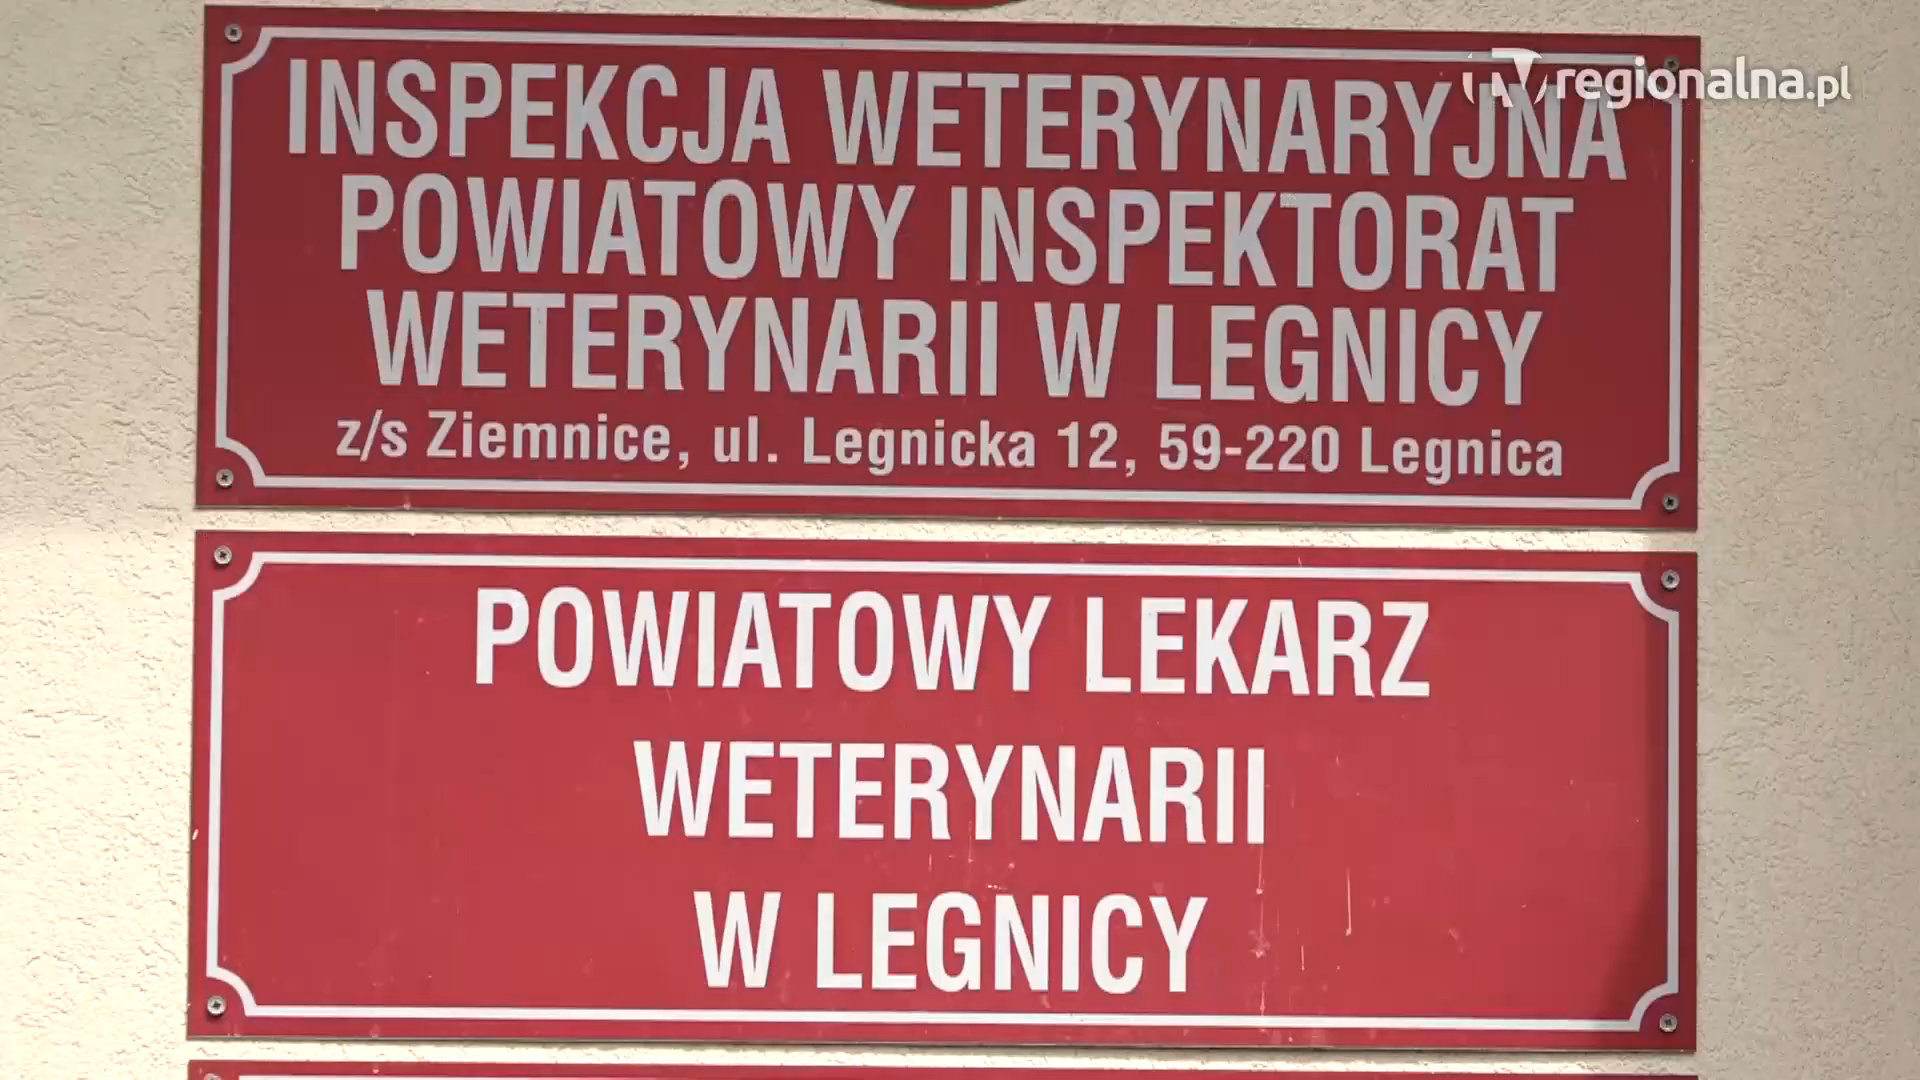 INSPEKCJA WETERYNARYJNA
POWIATOWY INSPEKTORAT
WETERYNARII W LEGNICY
z/s Ziemnice, ul. Legnicka 12, 59-220 Legnica
POWIATOWY LEKARZ
WETERYNARII
W LEGNICY
regionalna.pl